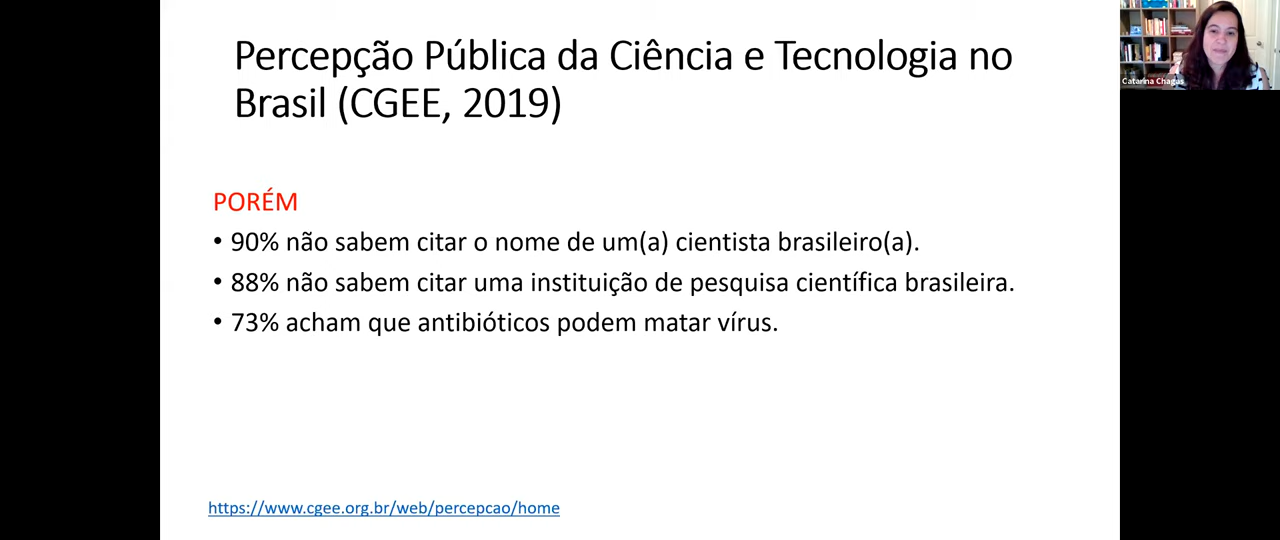 Percepção Pública da Ciência e Tecnologia no
Brasil (CGEE, 2019)
Catarina Chagas
PORÉM
• 90% não sabem citar o nome de um(a) cientista brasileiro(a).
• 88% não sabem citar uma instituição de pesquisa científica brasileira.
• 73% acham que antibióticos podem matar vírus.
https://www.cgee.org.br/web/percepcao/home